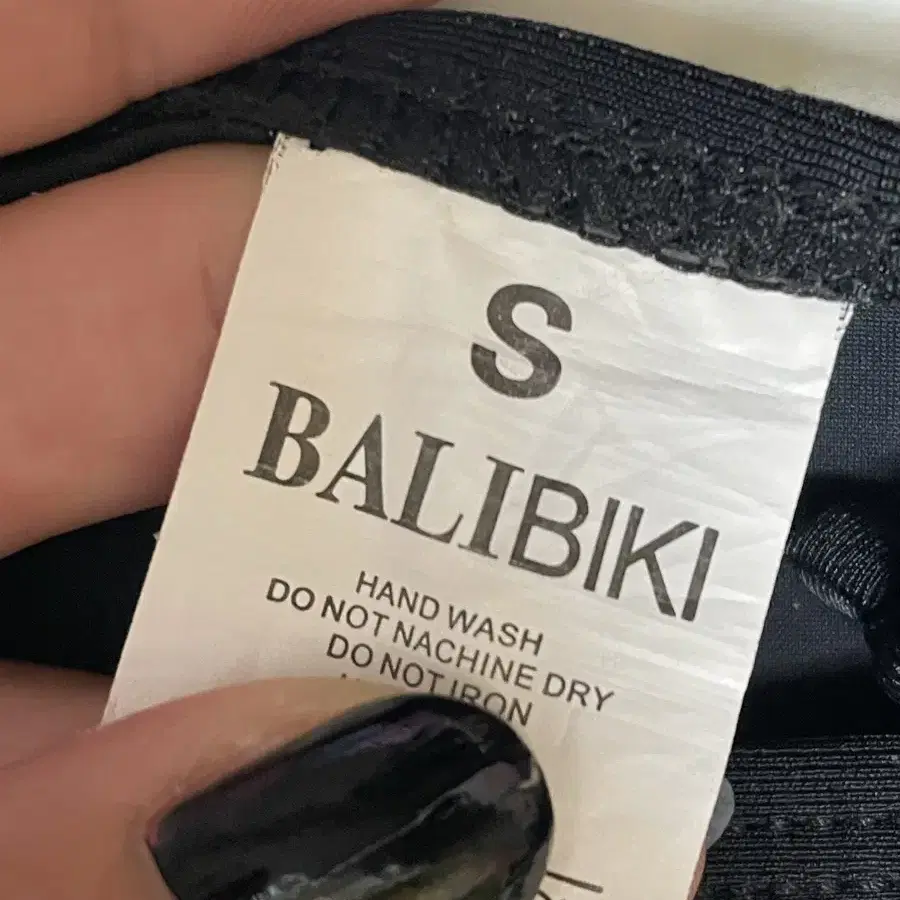 S
BALIBIKI
HAND WASH
DO NOT NACHINE DRY
DO NOT IRON